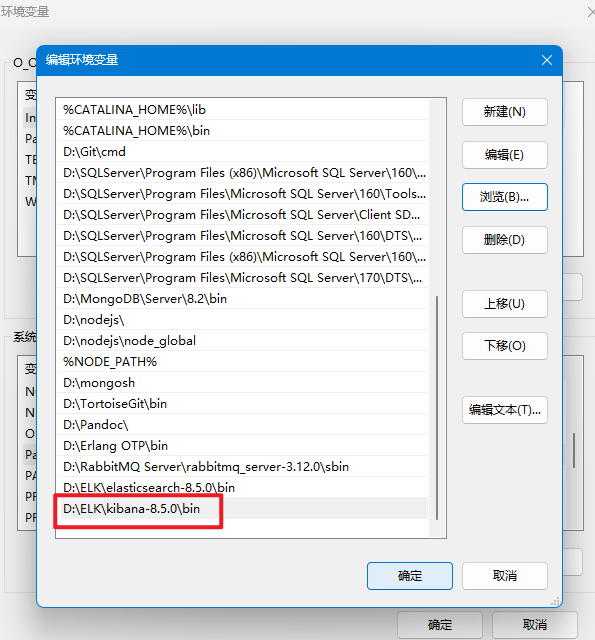 环境变量
编辑环境变量
O_O
变
In
Pa
TE
TM
W
系统
变
O
Pa
PA
PF
PF
%CATALINA_HOME%\lib
%CATALINA_HOME%\bin
D:\Git\cmd
D:\SQLServer\Program Files (x86)\Microsoft SQL Server\160\...
D:\SQLServer\Program Files\Microsoft SQL Server\160\Tools...
D:\SQLServer\Program Files\Microsoft SQL Server\Client SD...
D:\SQLServer\Program Files\Microsoft SQL Server\160\DTS\...
D:\SQLServer\Program Files (x86)\Microsoft SQL Server\160\...
D:\SQLServer\Program Files\Microsoft SQL Server\170\DTS\...
D:\MongoDB\Server\8.2\bin
D:\nodejs\
D:\nodejs\node_global
%NODE_PATH%
D:\mongosh
D:\TortoiseGit\bin
D:\Pandoc\
D:\Erlang OTP\bin
D:\RabbitMQ Server\rabbitmq_server-3.12.0\sbin
D:\ELK\elasticsearch-8.5.0\bin
D:\ELK\kibana-8.5.0\bin
新建(N)
编辑(E)
浏览(B)...
删除(D)
上移(U)
下移(O)
编辑文本(T)...
确定
取消
确定
取消